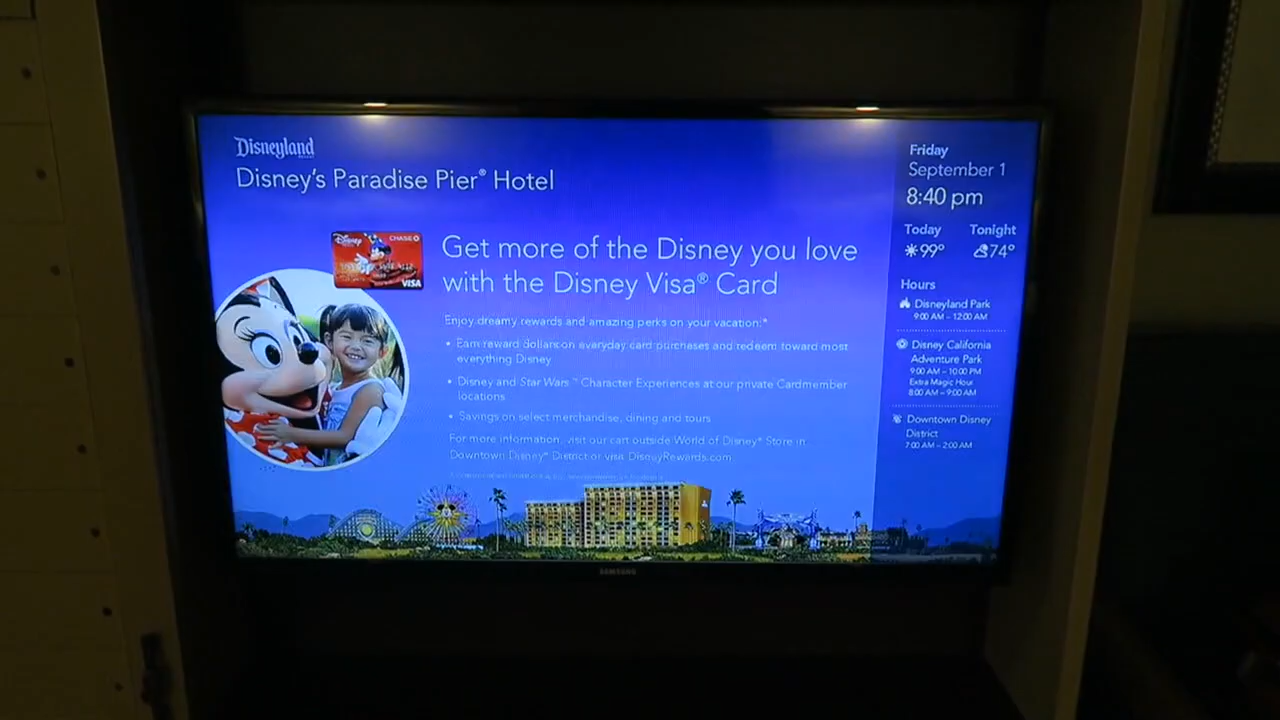 Disneyland
Disney's Paradise Pier® Hotel
Disney
CHASE
VISA
Get more of the Disney you love
with the Disney Visa® Card
Enjoy dreamy rewards and amazing perks on your vacation:*
• Earn reward dollars on everyday card purchases and redeem toward most
everything Disney
• Disney and Star Wars™ Character Experiences at our private Cardmember
locations
• Savings on select merchandise, dining and tours
For more information, visit our cart outside World of Disney® Store in
Downtown Disney® District or visit DisneyRewards.com.
Friday
September 1
8:40 pm
Today
Tonight
99°
74°
Hours
Disneyland Park
9:00 AM – 12:00 AM
Disney California
Adventure Park
9:00 AM – 10:00 PM
Extra Magic Hour
8:00 AM – 9:00 AM
Downtown Disney
District
7:00 AM – 2:00 AM
SAMSUNG